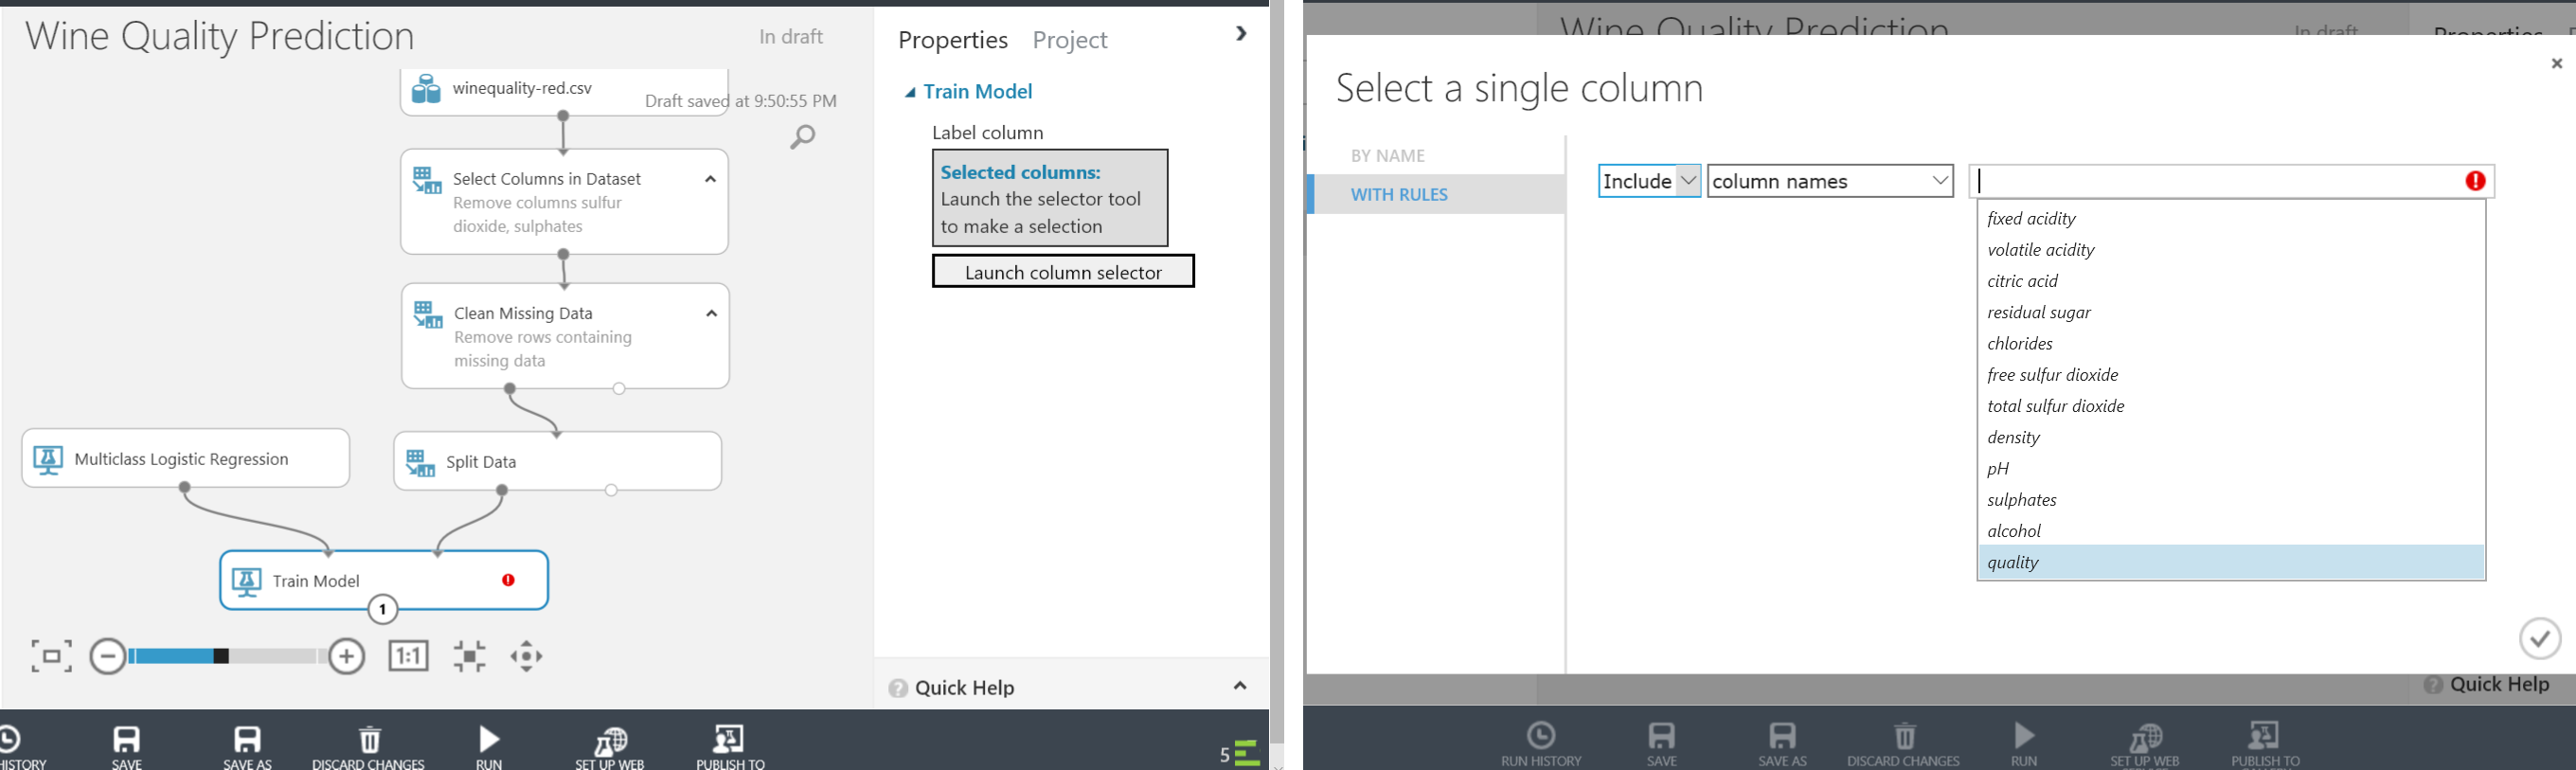 Wine Quality Prediction
In draft
winequality-red.csv
Draft saved at 9:50:55 PM
Select Columns in Dataset
Remove columns sulfur
dioxide, sulphates
Clean Missing Data
Remove rows containing
missing data
Multiclass Logistic Regression
Split Data
Train Model
1
1:1
Properties Project
Train Model
Label column
Selected columns:
Launch the selector tool
to make a selection
Launch column selector
Quick Help
HISTORY
SAVE
SAVE AS
DISCARD CHANGES
RUN
SET UP WEB
PUBLISH TO
5
Wine Quality Prediction
In draft
Properties
Select a single column
BY NAME
WITH RULES
Include
column names
fixed acidity
volatile acidity
citric acid
residual sugar
chlorides
free sulfur dioxide
total sulfur dioxide
density
pH
sulphates
alcohol
quality
Quick Help
RUN HISTORY
SAVE
SAVE AS
DISCARD CHANGES
RUN
SET UP WEB
PUBLISH TO